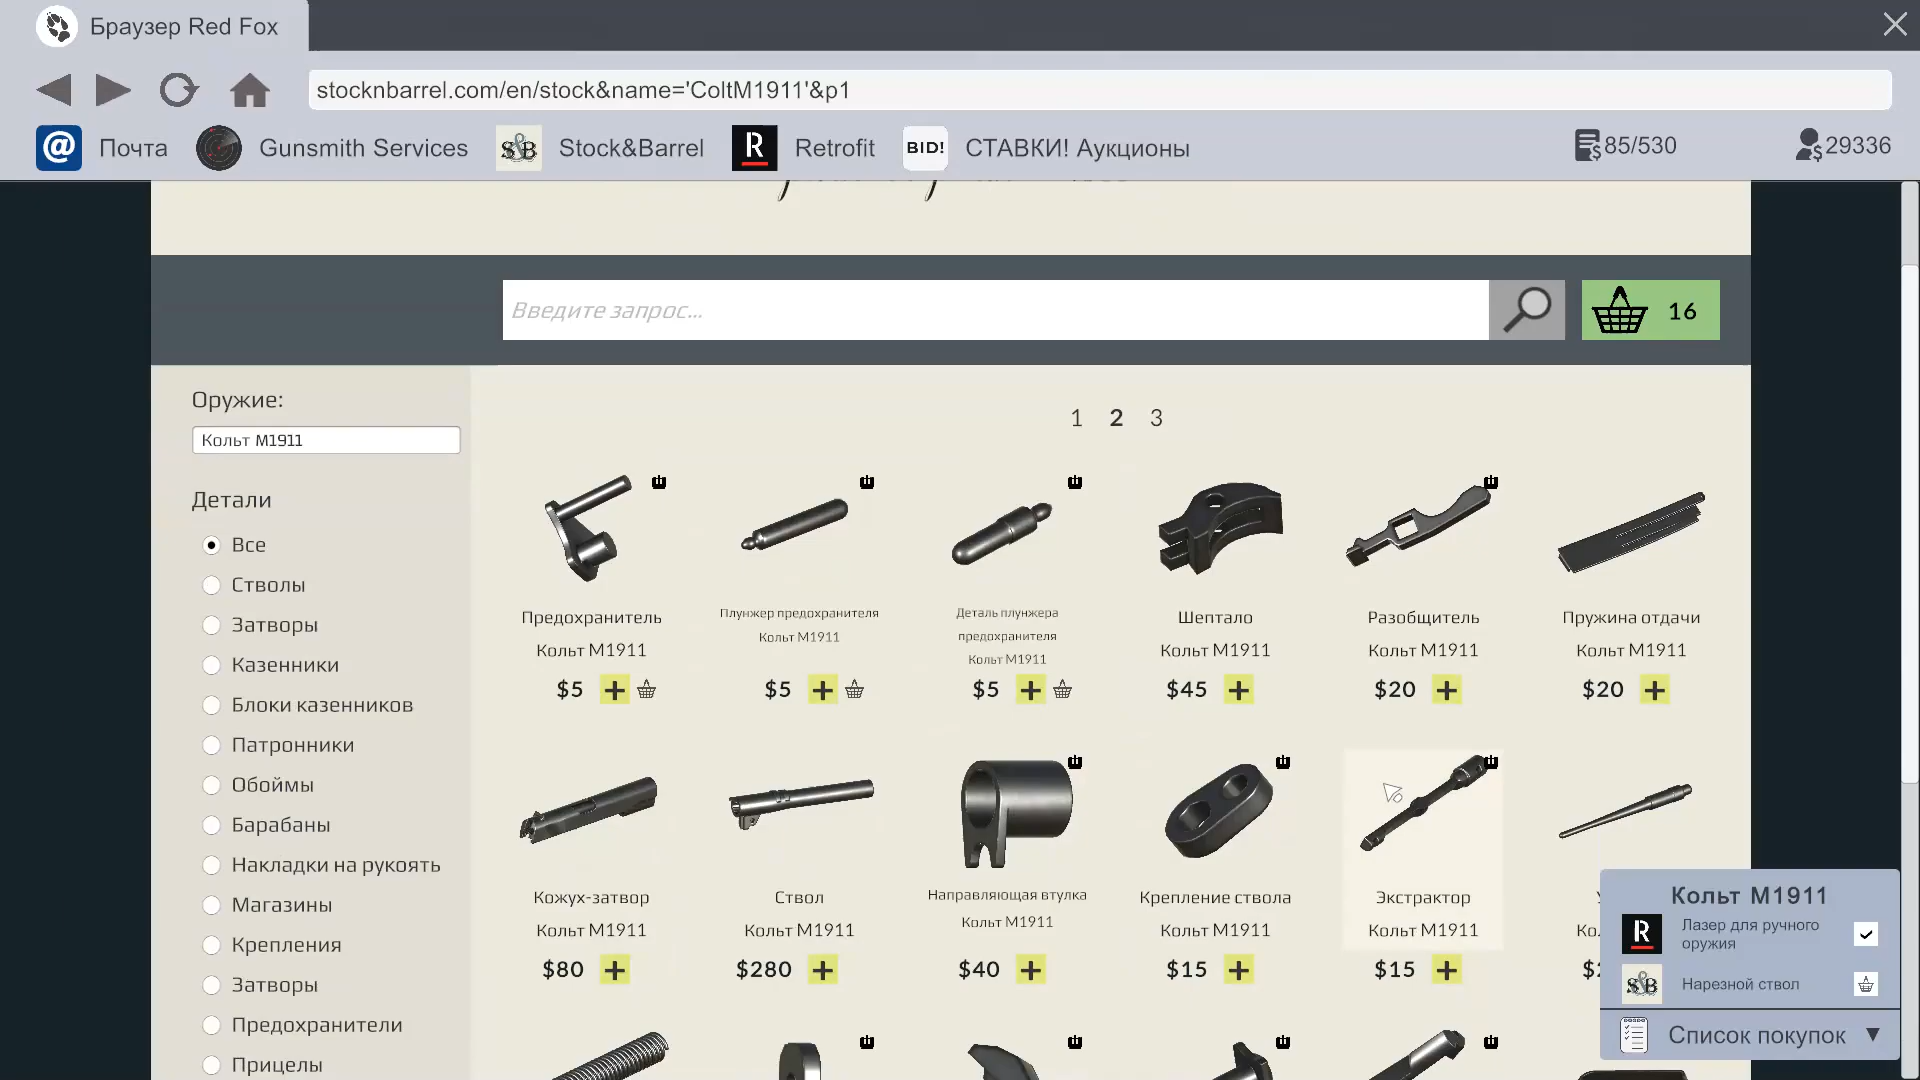 Браузер Red Fox
stocknbarrel.com/en/stock&name='ColtM1911'&p1
@ Почта Gunsmith Services S&B Stock&Barrel R Retrofit BID! СТАВКИ! Аукционы 85/530 29336
Введите запрос... 16
Оружие:
Кольт М1911
Детали
Все
Стволы
Затворы
Казенники
Блоки казенников
Патронники
Обоймы
Барабаны
Накладки на рукоять
Магазины
Крепления
Затворы
Предохранители
Прицелы
1 2 3
Предохранитель
Кольт М1911
$5
Плунжер предохранителя
Кольт М1911
$5
Деталь плунжера
предохранителя
Кольт М1911
$5
Шептало
Кольт М1911
$45
Разобщитель
Кольт М1911
$20
Пружина отдачи
Кольт М1911
$20
Кожух-затвор
Кольт М1911
$80
Ствол
Кольт М1911
$280
Направляющая втулка
Кольт М1911
$40
Крепление ствола
Кольт М1911
$15
Экстрактор
Кольт М1911
$15
Кольт М1911
R Лазер для ручного
оружия
S&B Нарезной ствол
Список покупок ▼